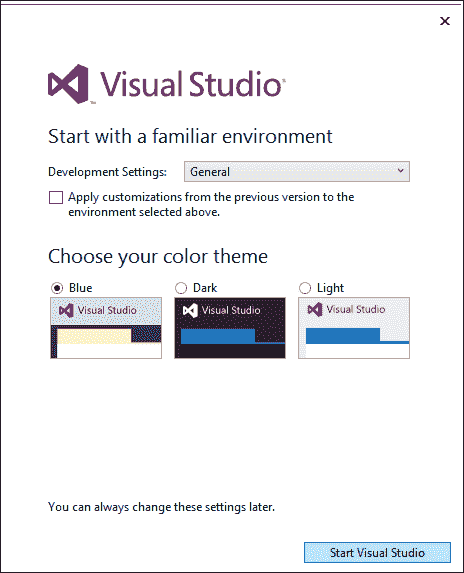 Visual Studio
Start with a familiar environment
Development Settings: General
Apply customizations from the previous version to the
environment selected above.
Choose your color theme
Blue Dark Light
Visual Studio Visual Studio Visual Studio
You can always change these settings later.
Start Visual Studio